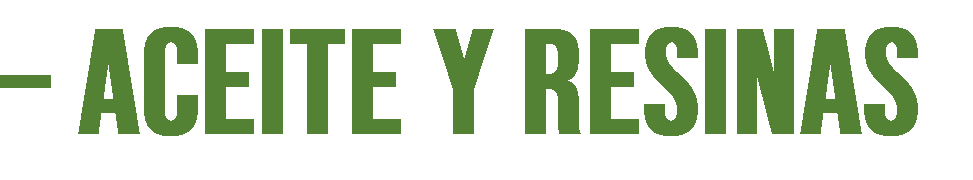 – ACEITE Y RESINAS